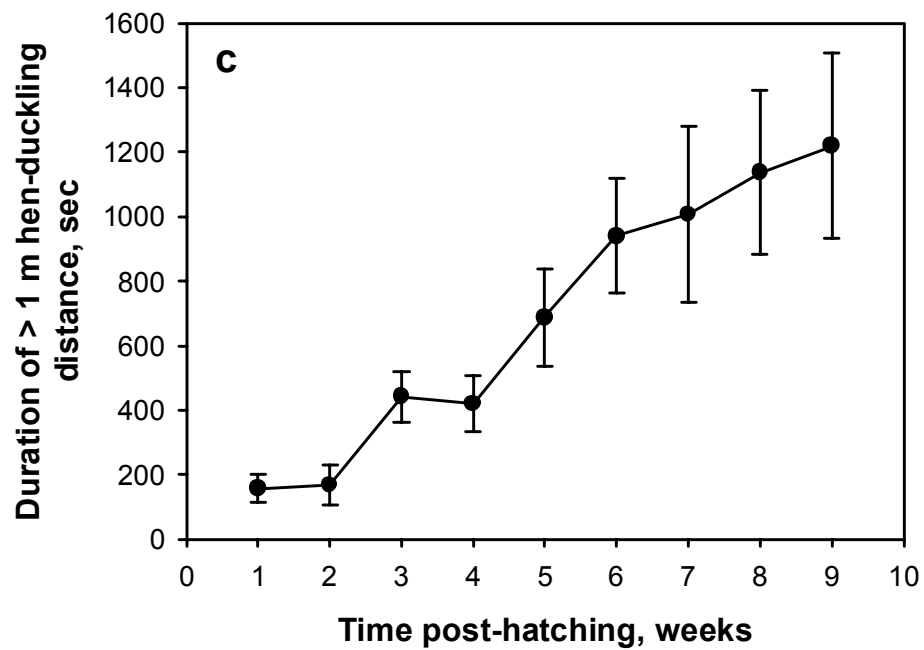 c
Duration of > 1 m hen-duckling
distance, sec
1600
1400
1200
1000
800
600
400
200
0
0 1 2 3 4 5 6 7 8 9 10
Time post-hatching, weeks